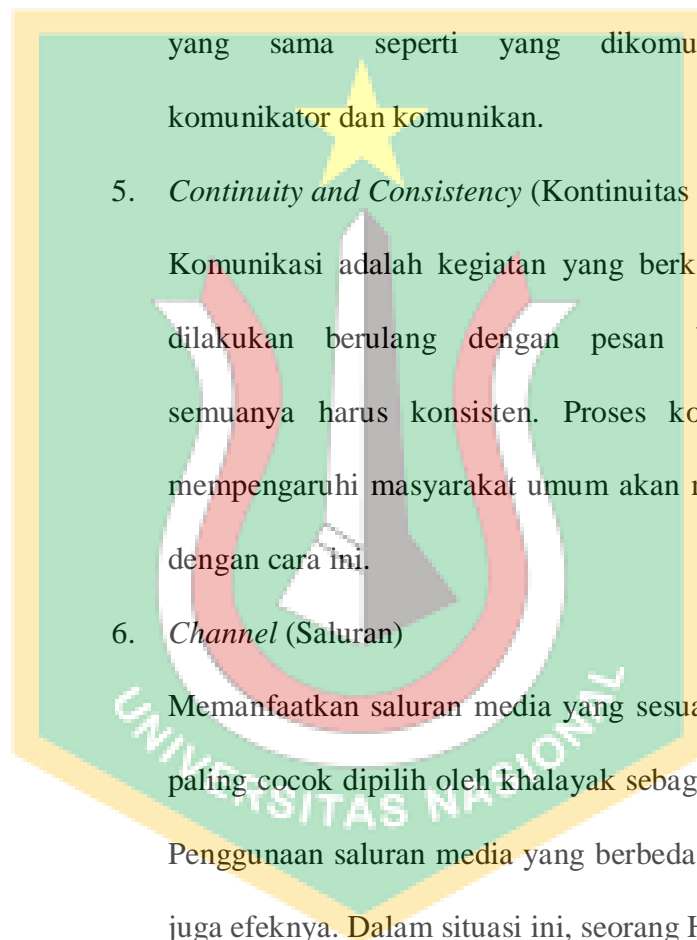 yang sama seperti yang dikomu
komunikator dan komunikan.
5. Continuity and Consistency (Kontinuitas
Komunikasi adalah kegiatan yang berk
dilakukan berulang dengan pesan
semuanya harus konsisten. Proses ko
mempengaruhi masyarakat umum akan
dengan cara ini.
6. Channel (Saluran)
Memanfaatkan saluran media yang sesua
paling cocok dipilih oleh khalayak sebag
Penggunaan saluran media yang berbeda
juga efeknya. Dalam situasi ini, seorang H
UNIVERSITAS NASIONAL